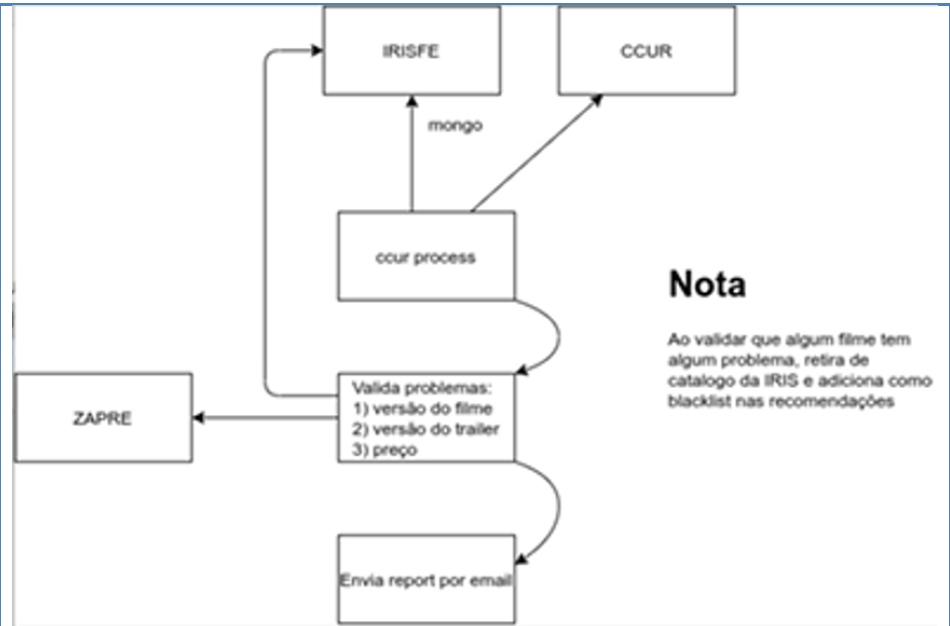 IRISFE
CCUR
mongo
ccur process
Nota
Ao validar que algum filme tem
algum problema, retira de
catalogo da IRIS e adiciona como
blacklist nas recomendações
Valida problemas:
1) versão do filme
2) versão do trailer
3) preço
ZAPRE
Envia report por email